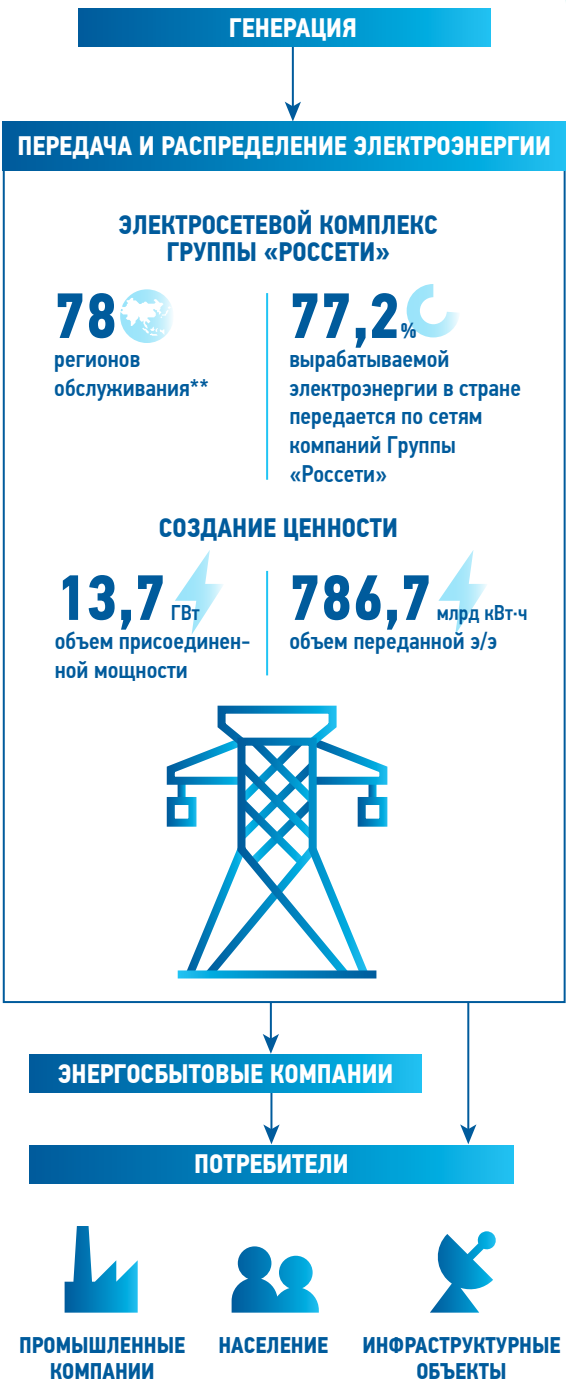 ГЕНЕРАЦИЯ
ПЕРЕДАЧА И РАСПРЕДЕЛЕНИЕ ЭЛЕКТРОЭНЕРГИИ
ЭЛЕКТРОСЕТЕВОЙ КОМПЛЕКС
ГРУППЫ «РОССЕТИ»
78
регионов
обслуживания**
77,2%
вырабатываемой
электроэнергии в стране
передается по сетям
компаний Группы
«Россети»
СОЗДАНИЕ ЦЕННОСТИ
13,7 ГВт
объем присоединен-
ной мощности
786,7 млрд кВт·ч
объем переданной э/э
ЭНЕРГОСБЫТОВЫЕ КОМПАНИИ
ПОТРЕБИТЕЛИ
ПРОМЫШЛЕННЫЕ
КОМПАНИИ
НАСЕЛЕНИЕ
ИНФРАСТРУКТУРНЫЕ
ОБЪЕКТЫ